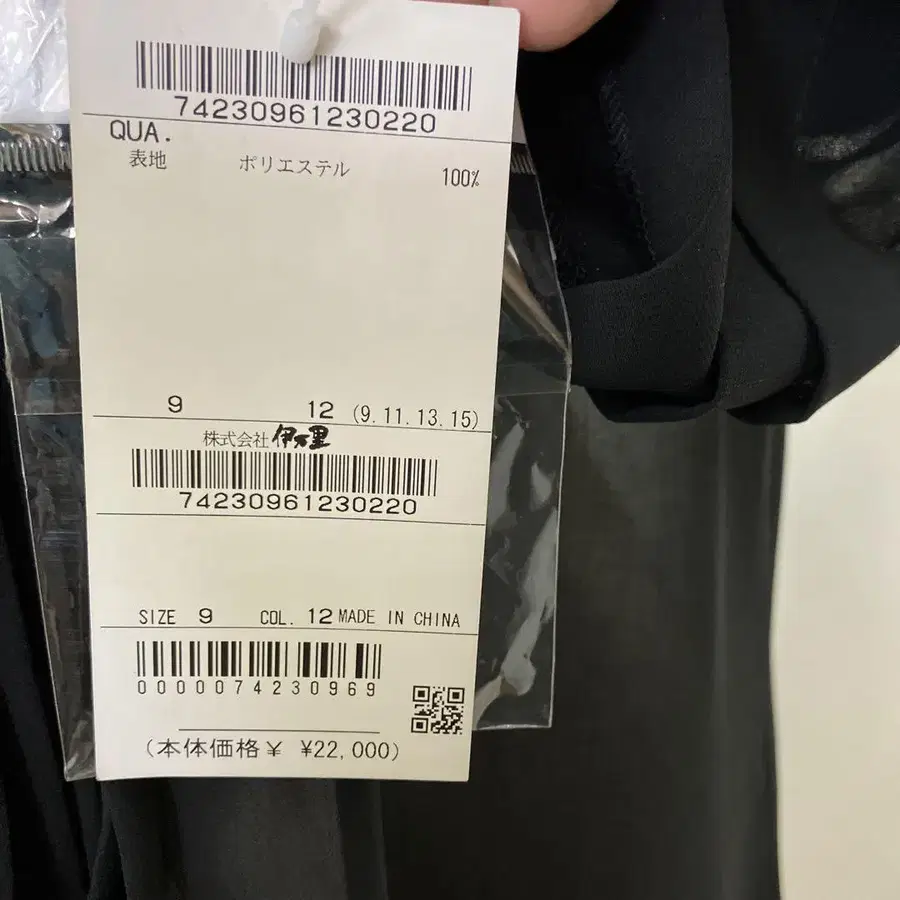 74230961230220
QUA.
表地 ポリエステル 100%
9 12 (9.11.13.15)
株式会社 伊万里
74230961230220
SIZE 9 COL. 12 MADE IN CHINA
0000074230969
(本体価格¥ ¥22,000)